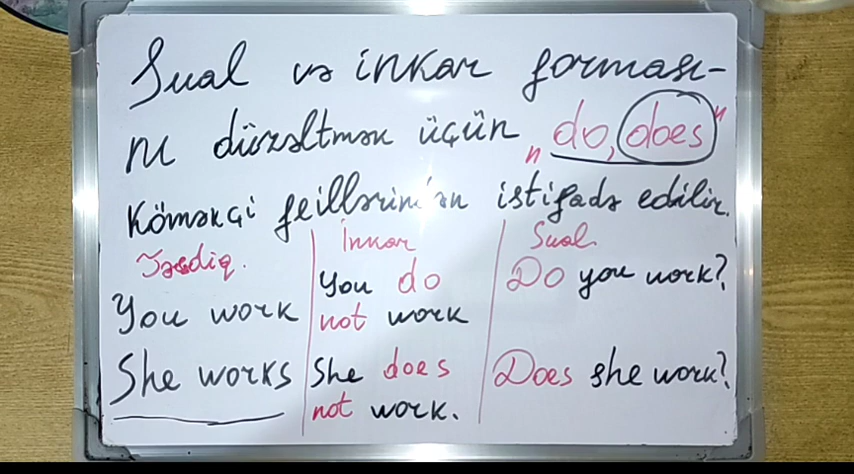 Sual və inkar forması-
nı düzəltmək üçün „do, does"
Köməkçi feillərindən istifadə edilir.
Təsdiq. İnkar Sual
You work You do not work Do you work?
She works She does not work. Does she work?